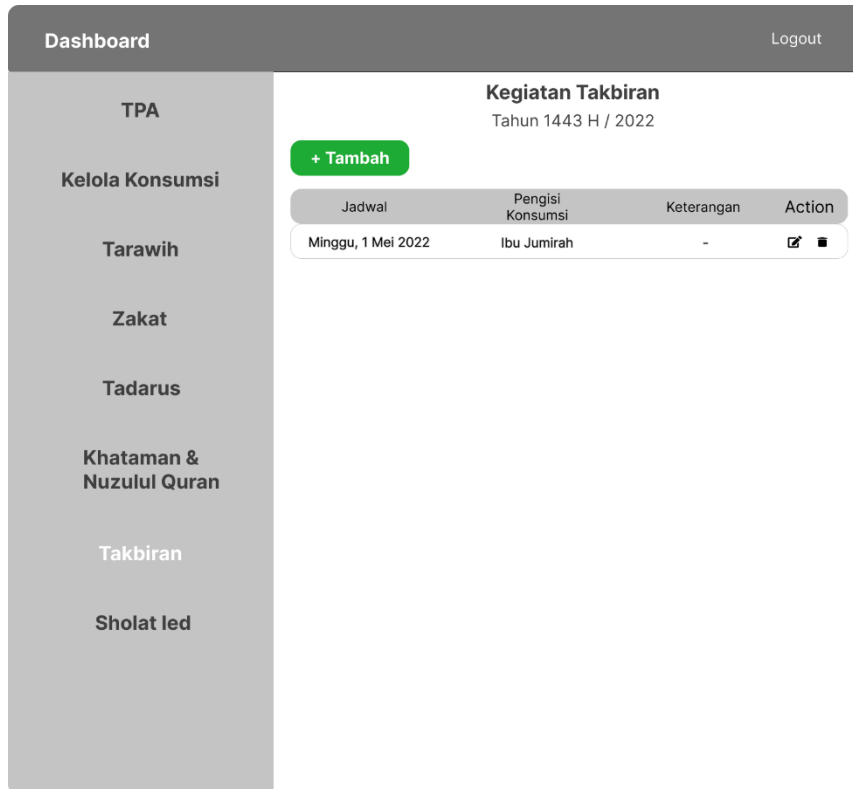 Dashboard
Logout
TPA
Kelola Konsumsi
Tarawih
Zakat
Tadarus
Khataman &
Nuzulul Quran
Takbiran
Sholat Ied
Kegiatan Takbiran
Tahun 1443 H / 2022
+ Tambah
Jadwal
Pengisi
Konsumsi
Keterangan
Action
Minggu, 1 Mei 2022
Ibu Jumirah
-